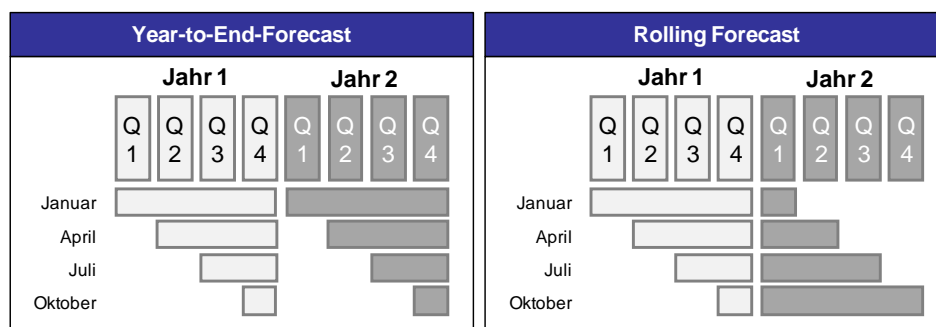 Year-to-End-Forecast
Jahr 1 Jahr 2
Q Q Q Q Q Q Q Q
1 2 3 4 1 2 3 4
Januar
April
Juli
Oktober
Rolling Forecast
Jahr 1 Jahr 2
Q Q Q Q Q Q Q Q
1 2 3 4 1 2 3 4
Januar
April
Juli
Oktober